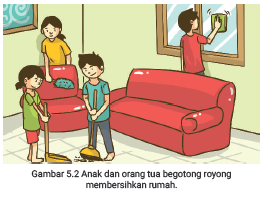 Gambar 5.2 Anak dan orang tua begotong royong
membersihkan rumah.